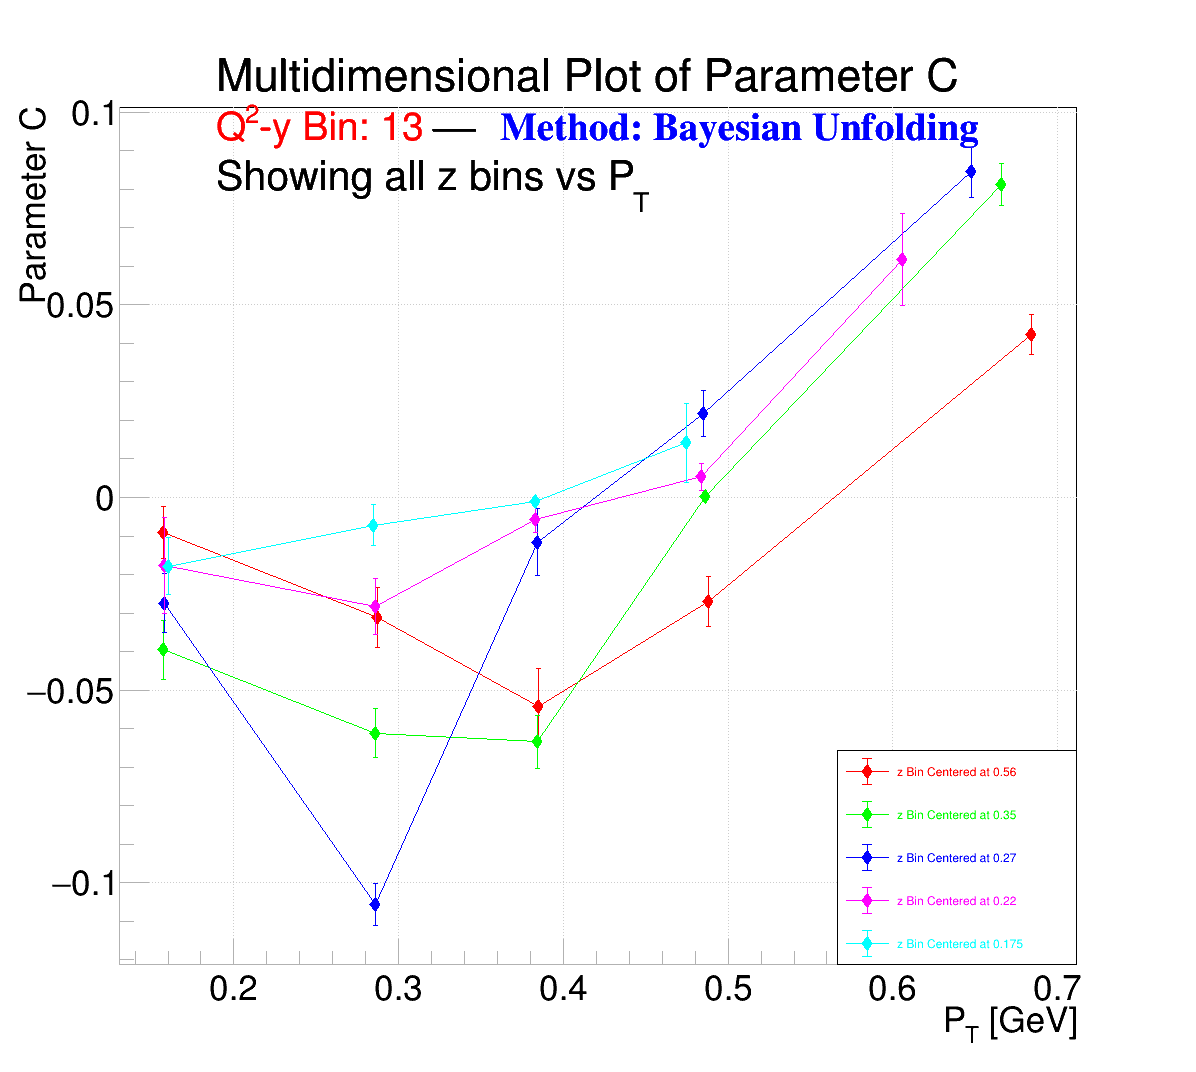 Multidimensional Plot of Parameter C
Q²-y Bin: 13 — Method: Bayesian Unfolding
Showing all z bins vs P_T
Parameter C
0.1
0.05
0
−0.05
−0.1
0.2 0.3 0.4 0.5 0.6 0.7
P_T [GeV]
z Bin Centered at 0.56
z Bin Centered at 0.35
z Bin Centered at 0.27
z Bin Centered at 0.22
z Bin Centered at 0.175